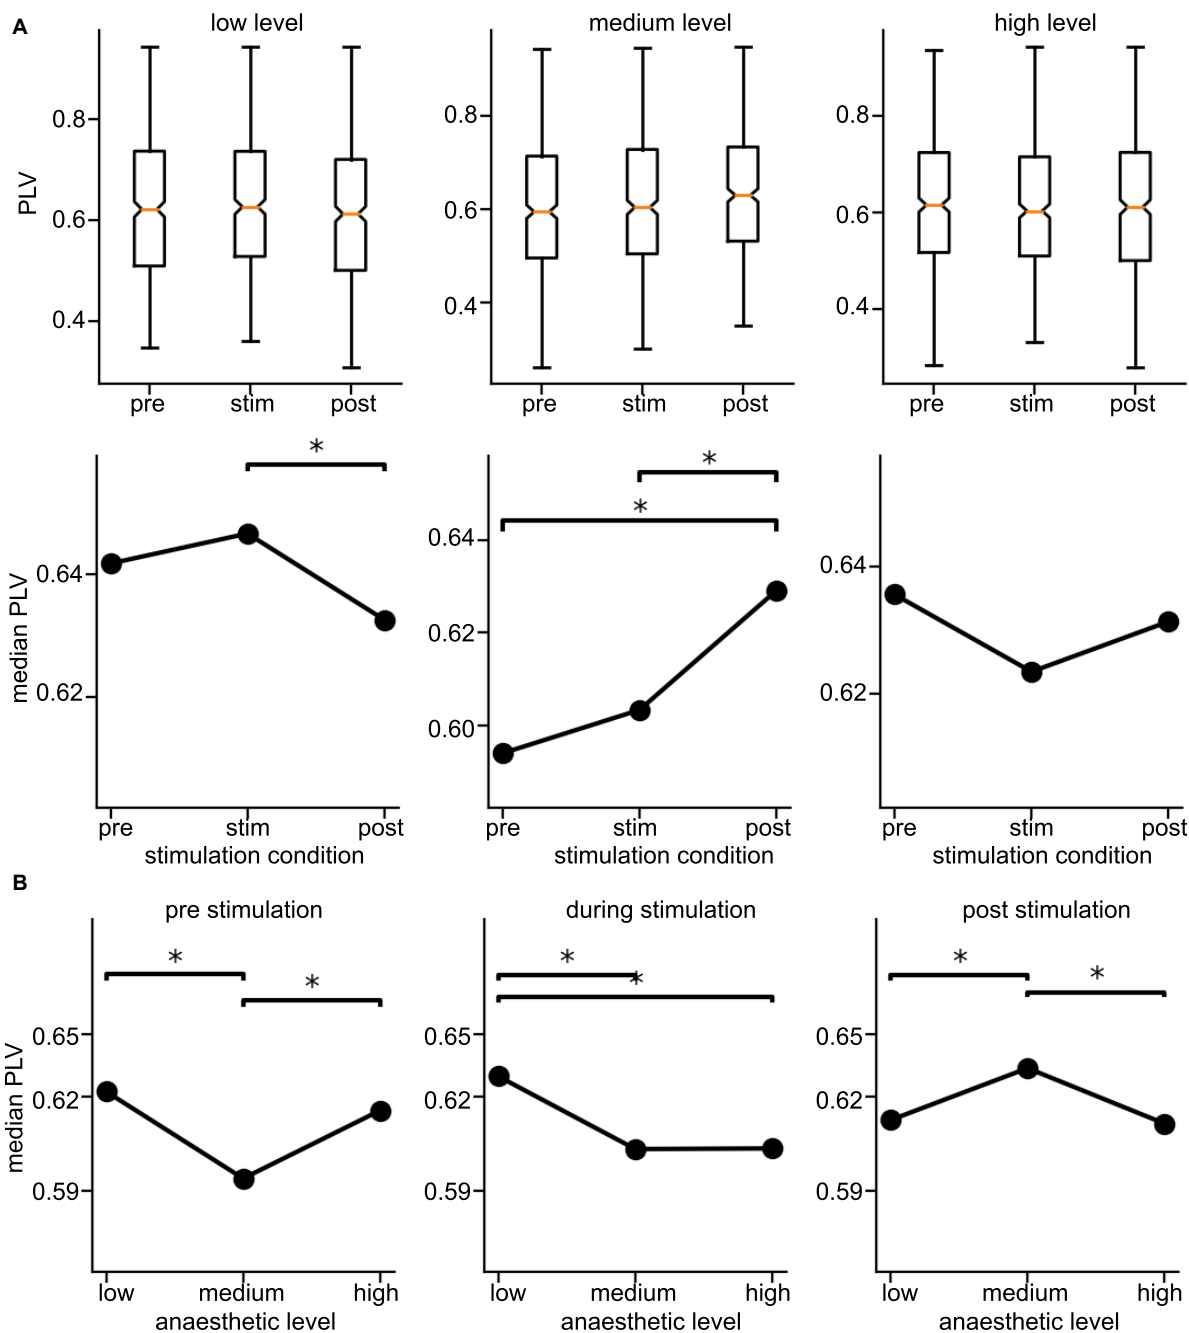 A
low level
medium level
high level
PLV
0.8
0.6
0.4
0.8
0.6
0.4
0.8
0.6
0.4
pre stim post
pre stim post
pre stim post
*
*
*
median PLV
0.64
0.62
0.64
0.62
0.60
0.64
0.62
pre stim post
pre stim post
pre stim post
stimulation condition
stimulation condition
stimulation condition
B
pre stimulation
during stimulation
post stimulation
* *
* *
* *
median PLV
0.65
0.62
0.59
0.65
0.62
0.59
0.65
0.62
0.59
low medium high
low medium high
low medium high
anaesthetic level
anaesthetic level
anaesthetic level